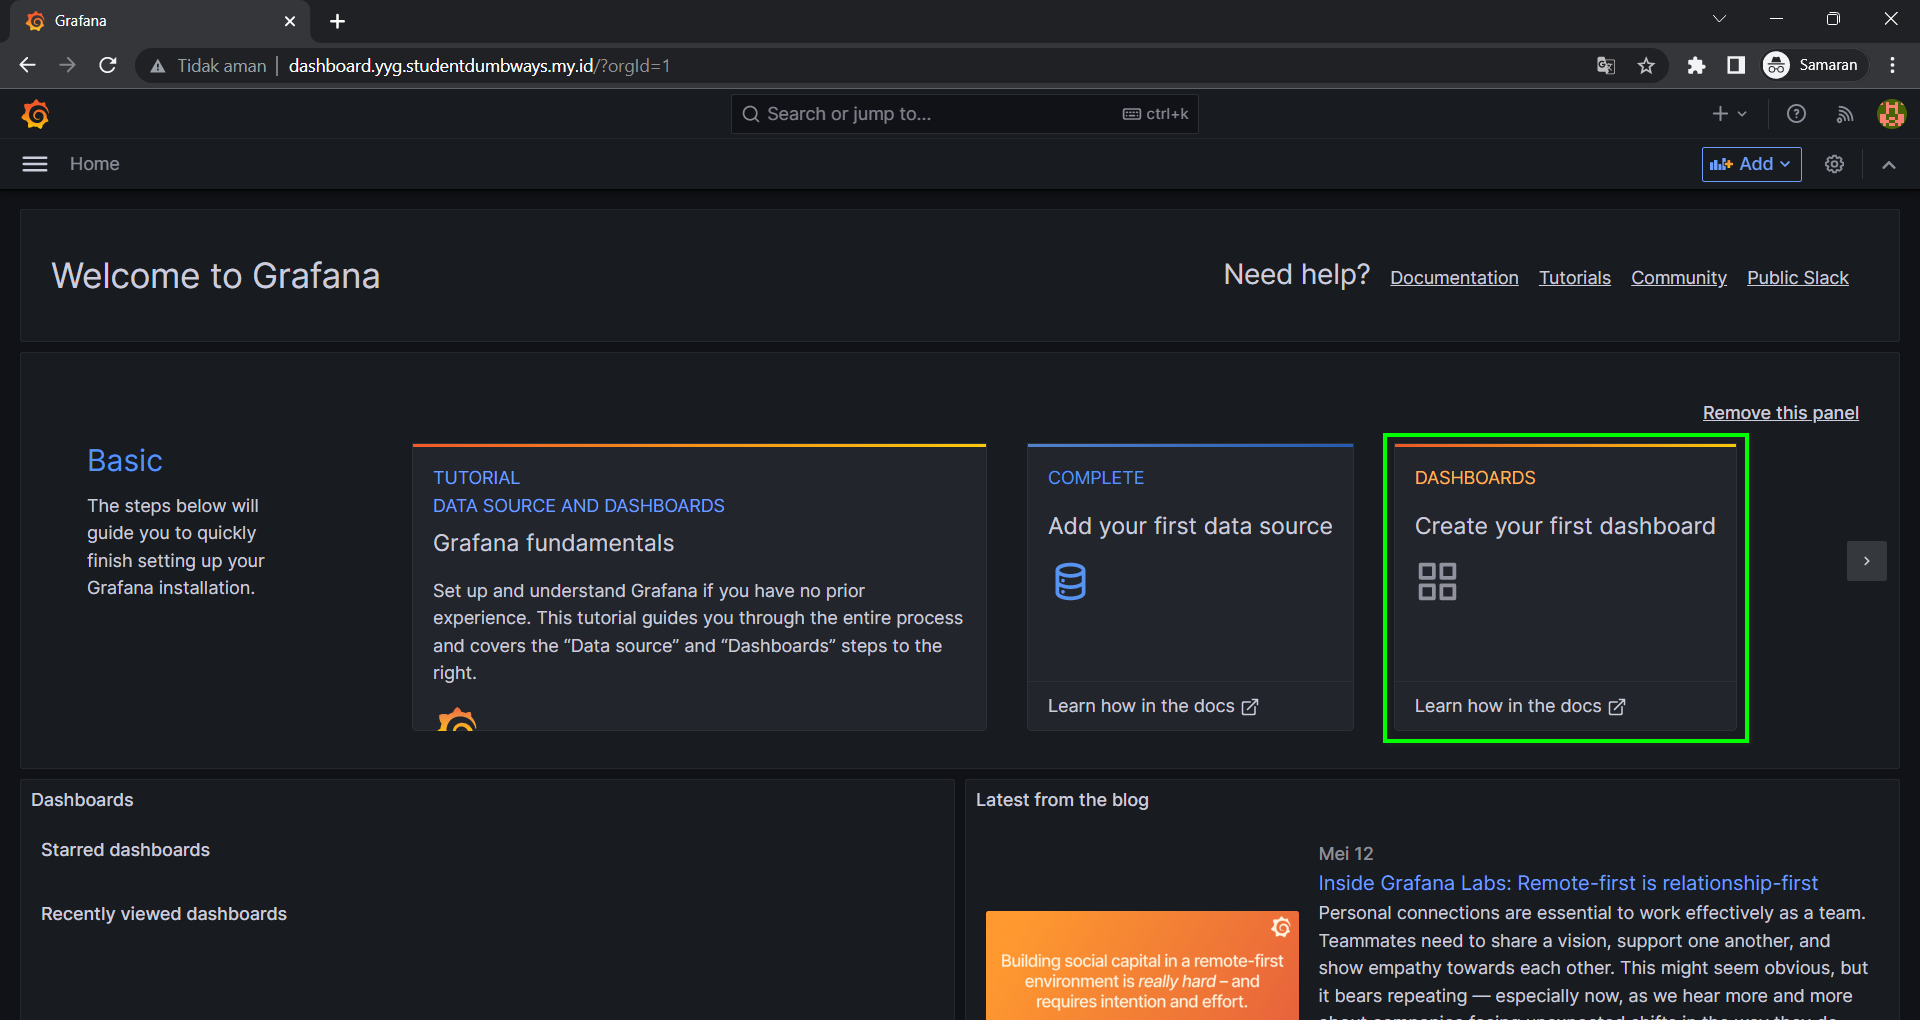 Grafana
Tidak aman
dashboard.yyg.studentdumbways.my.id/?orgId=1
Samaran
Search or jump to...
ctrl+k
Home
Add
Welcome to Grafana
Need help?
Documentation
Tutorials
Community
Public Slack
Remove this panel
Basic
The steps below will
guide you to quickly
finish setting up your
Grafana installation.
TUTORIAL
DATA SOURCE AND DASHBOARDS
Grafana fundamentals
Set up and understand Grafana if you have no prior
experience. This tutorial guides you through the entire process
and covers the “Data source” and “Dashboards” steps to the
right.
COMPLETE
Add your first data source
Learn how in the docs
DASHBOARDS
Create your first dashboard
Learn how in the docs
Dashboards
Starred dashboards
Recently viewed dashboards
Latest from the blog
Mei 12
Inside Grafana Labs: Remote-first is relationship-first
Building social capital in a remote-first
environment is really hard – and
requires intention and effort.
Personal connections are essential to work effectively as a team.
Teammates need to share a vision, support one another, and
show empathy towards each other. This might seem obvious, but
it bears repeating — especially now, as we hear more and more